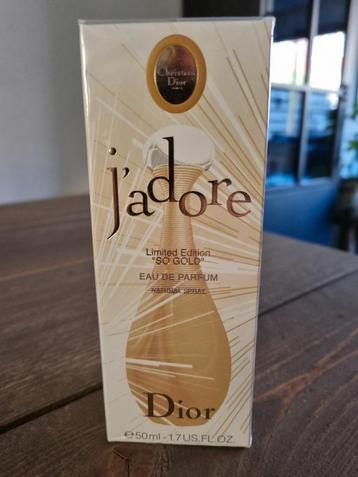 Christian
Dior
j'adore
Limited Edition
"SO GOLD"
EAU DE PARFUM
NATURAL SPRAY
Dior
℮50ml - 1.7 US.FL.OZ.